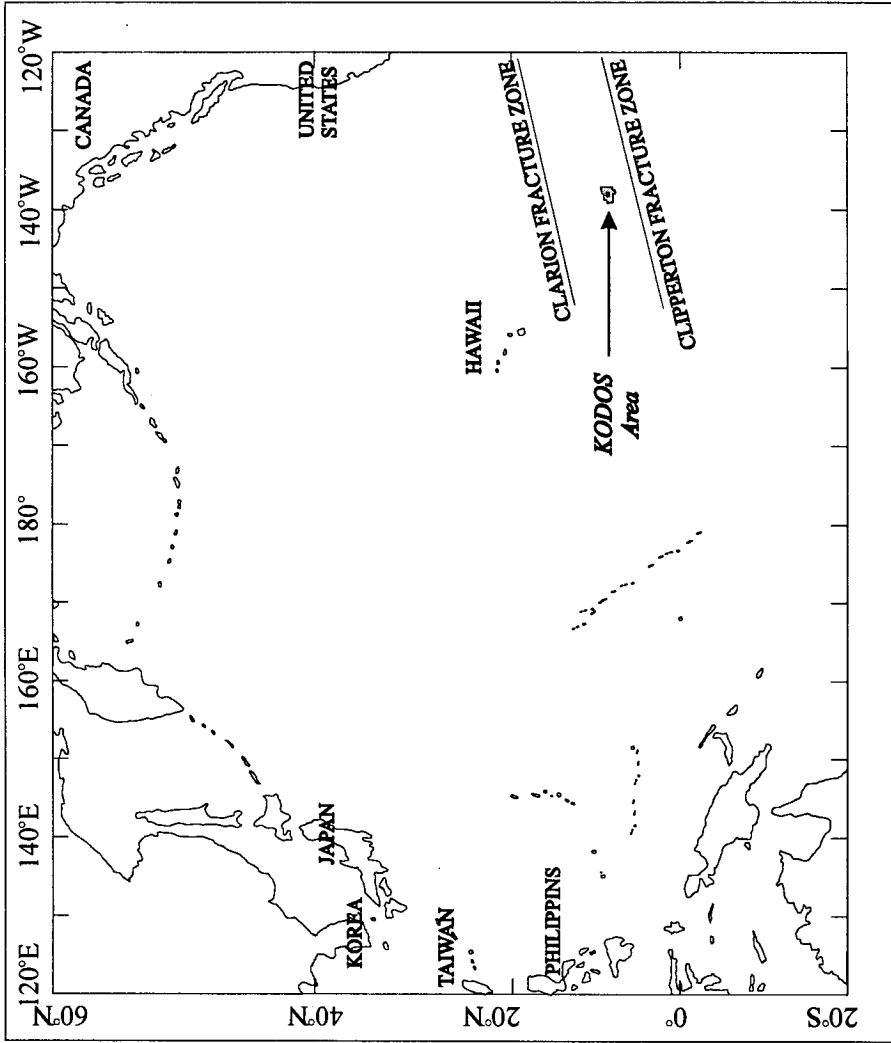 120°E
140°E
160°E
180°
160°W
140°W
120°W
60°N
40°N
20°N
0°
20°S
CANADA
UNITED
STATES
KOREA
JAPAN
TAIWAN
PHILIPPINS
HAWAII
CLARION FRACTURE ZONE
KODOS
Area
CLIPPERTON FRACTURE ZONE